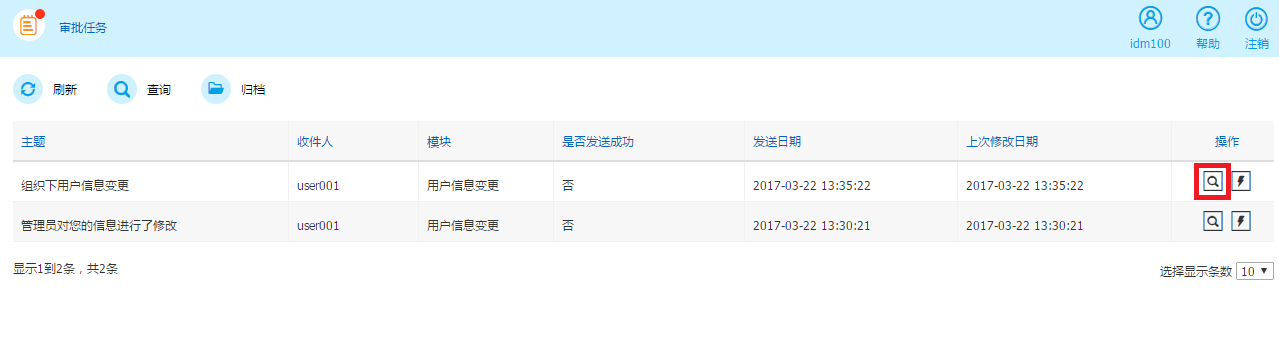 审批任务
idm100 帮助 注销
刷新 查询 归档
主题 收件人 模块 是否发送成功 发送日期 上次修改日期 操作
组织下用户信息变更 user001 用户信息变更 否 2017-03-22 13:35:22 2017-03-22 13:35:22
管理员对您的信息进行了修改 user001 用户信息变更 否 2017-03-22 13:30:21 2017-03-22 13:30:21
显示1到2条，共2条 选择显示条数 10